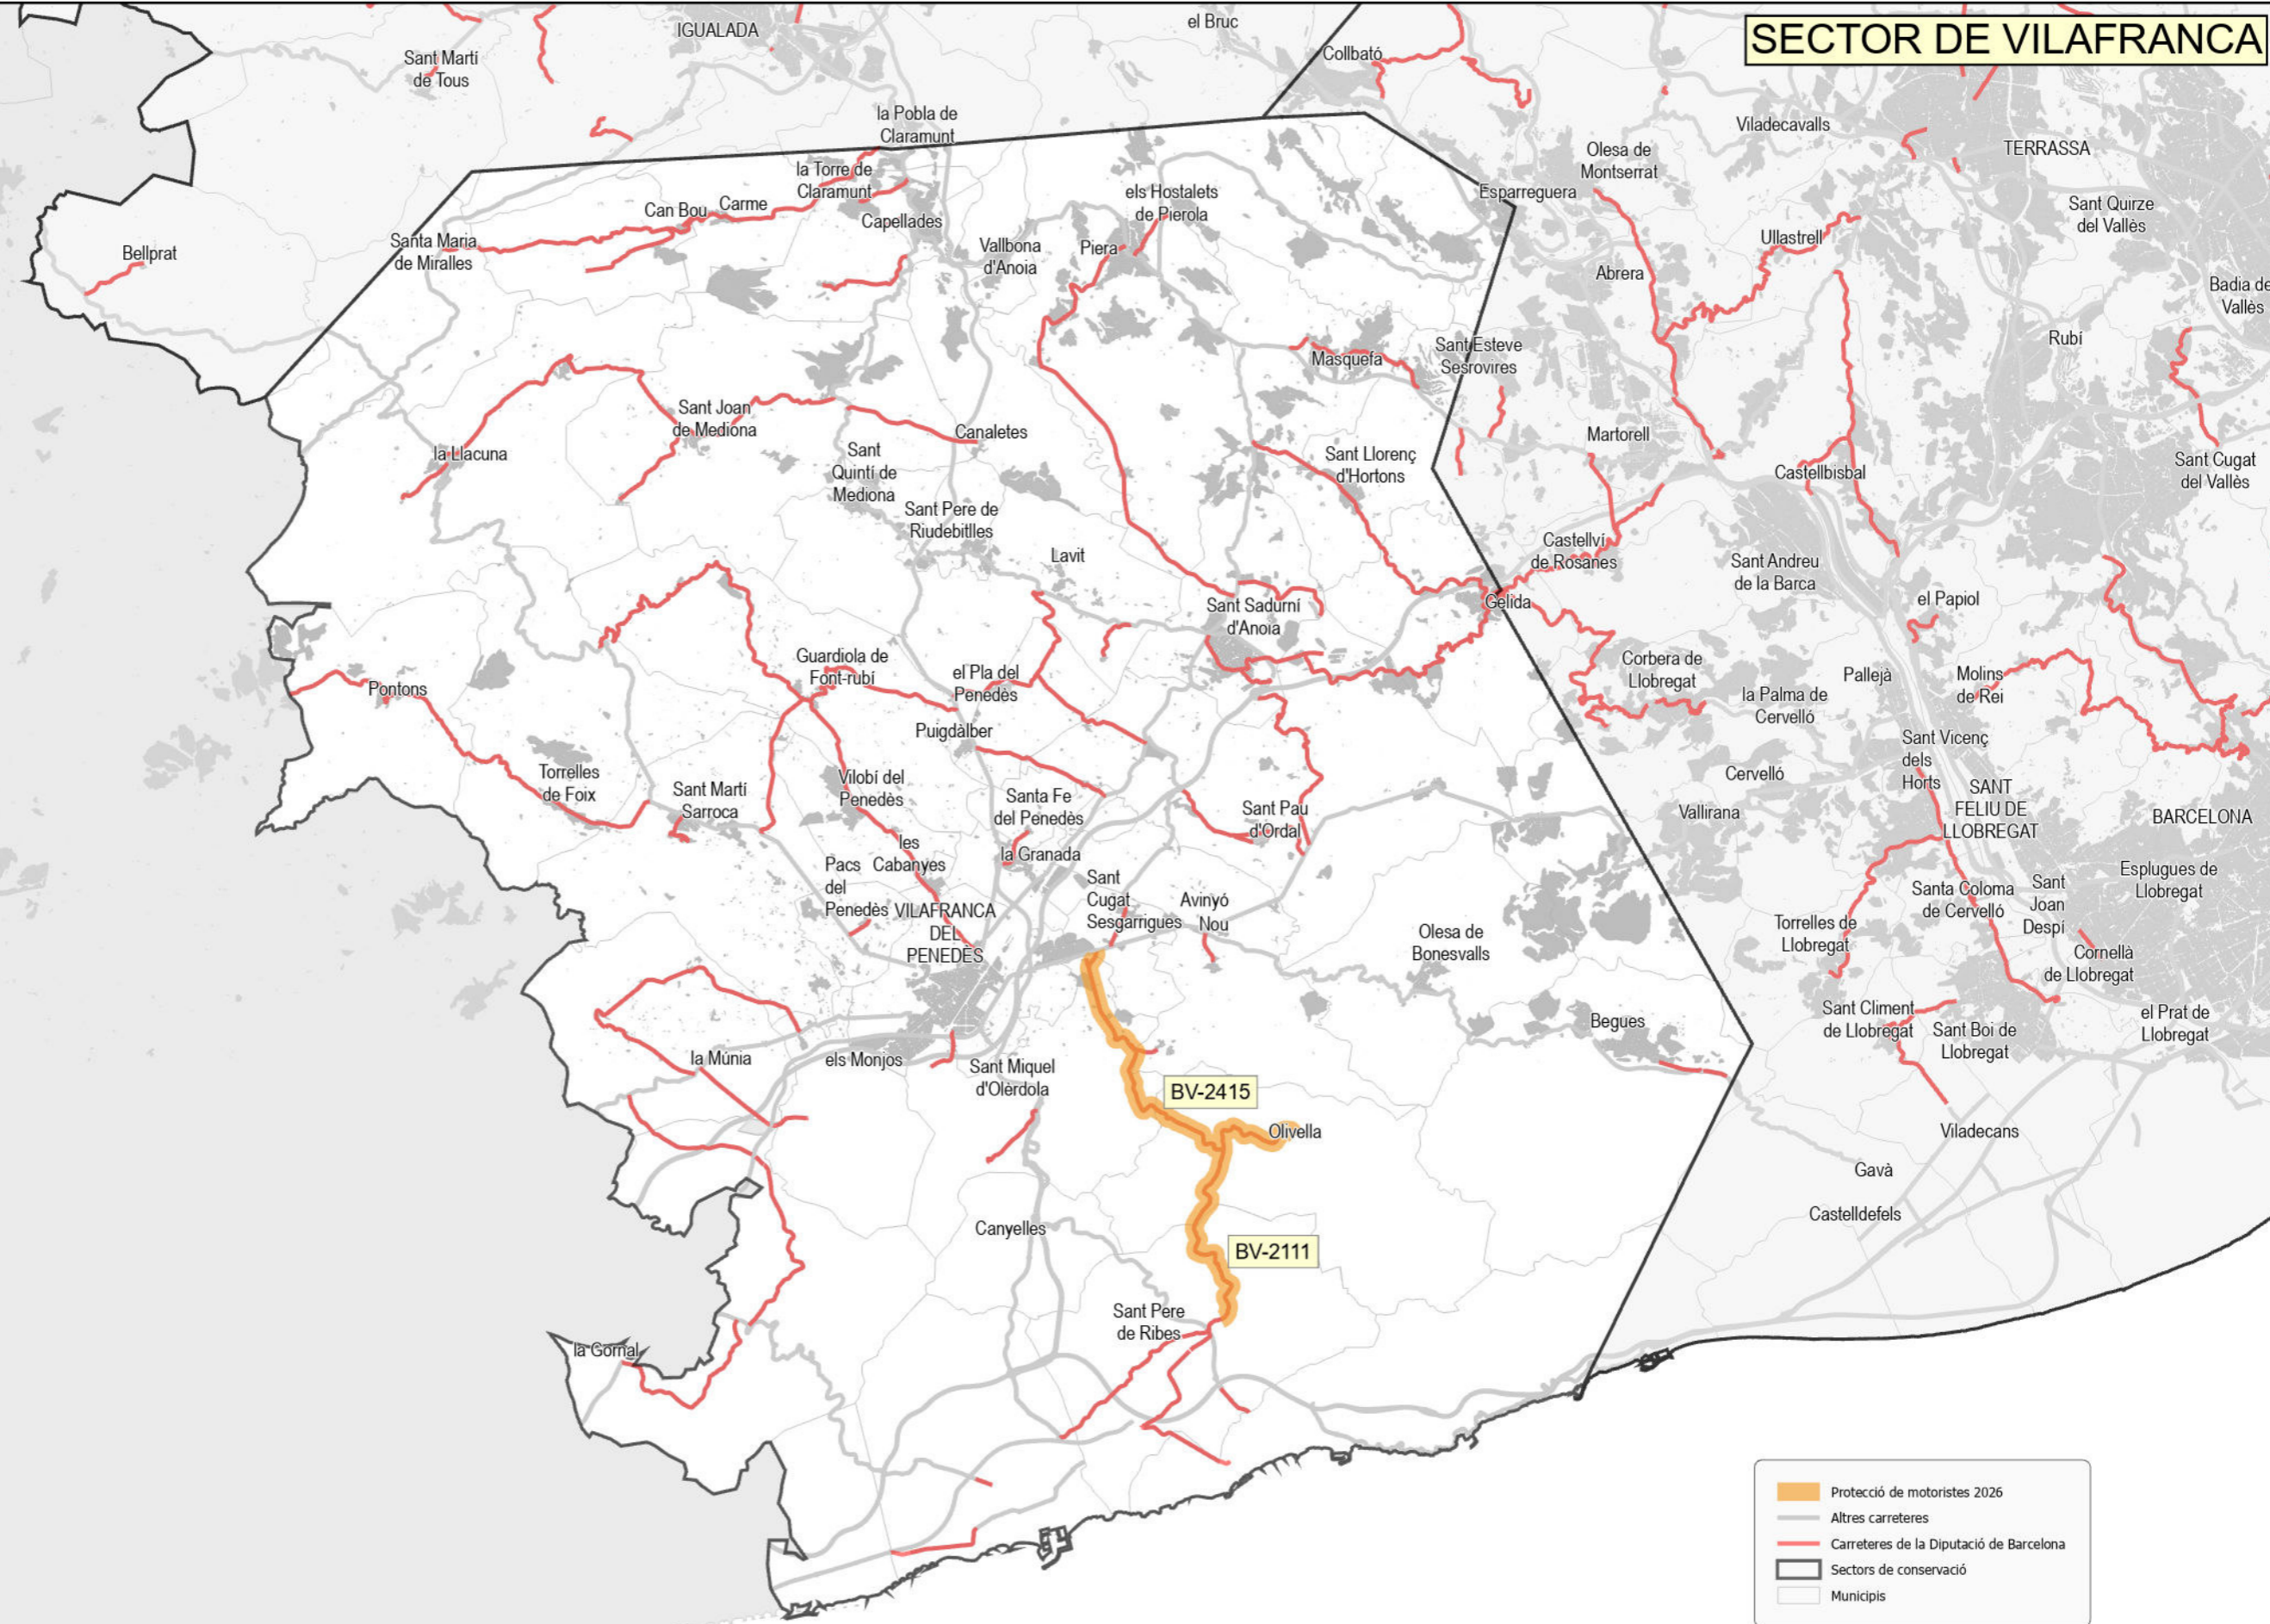 SECTOR DE VILAFRANCA
IGUALADA
el Bruc
Collbató
Sant Martí
de Tous
la Pobla de
Claramunt
Viladecavalls
TERRASSA
Olesa de
Montserrat
la Torre de
Claramunt
els Hostalets
de Pierola
Esparreguera
Sant Quirze
del Vallès
Can Bou
Carme
Capellades
Santa Maria
de Miralles
Bellprat
Vallbona
d'Anoia
Piera
Ullastrell
Abrera
Badia de
Vallès
Rubí
Masquefa
Sant Esteve
Sesrovires
Sant Joan
de Mediona
Canaletes
Martorell
la Llacuna
Sant
Quintí de
Mediona
Sant Llorenç
d'Hortons
Castellbisbal
Sant Cugat
del Vallès
Sant Pere de
Riudebitlles
Lavit
Castellví
de Rosanes
Sant Andreu
de la Barca
Sant Sadurní
d'Anoia
Gelida
el Papiol
Guardiola de
Font-rubí
el Pla del
Penedès
Corbera de
Llobregat
Pallejà
Molins
de Rei
Pontons
la Palma de
Cervelló
Puigdàlber
Sant Vicenç
dels
Horts
Torrelles
de Foix
Sant Martí
Sarroca
Vilobí del
Penedès
Santa Fe
del Penedès
Sant Pau
d'Ordal
Cervelló
Vallirana
SANT
FELIU DE
LLOBREGAT
BARCELONA
les
Cabanyes
la Granada
Pacs
del
Penedès
VILAFRANCA
DEL
PENEDÈS
Sant
Cugat
Sesgarrigues
Avinyó
Nou
Olesa de
Bonesvalls
Esplugues de
Llobregat
Santa Coloma
de Cervelló
Sant
Joan
Despí
Torrelles de
Llobregat
Cornellà
de Llobregat
Sant Climent
de Llobregat
Sant Boi de
Llobregat
el Prat de
Llobregat
Begues
la Múnia
els Monjos
Sant Miquel
d'Olèrdola
BV-2415
Olivella
Viladecans
Gavà
Castelldefels
Canyelles
BV-2111
Sant Pere
de Ribes
la Gornal
Protecció de motoristes 2026
Altres carreteres
Carreteres de la Diputació de Barcelona
Sectors de conservació
Municipis